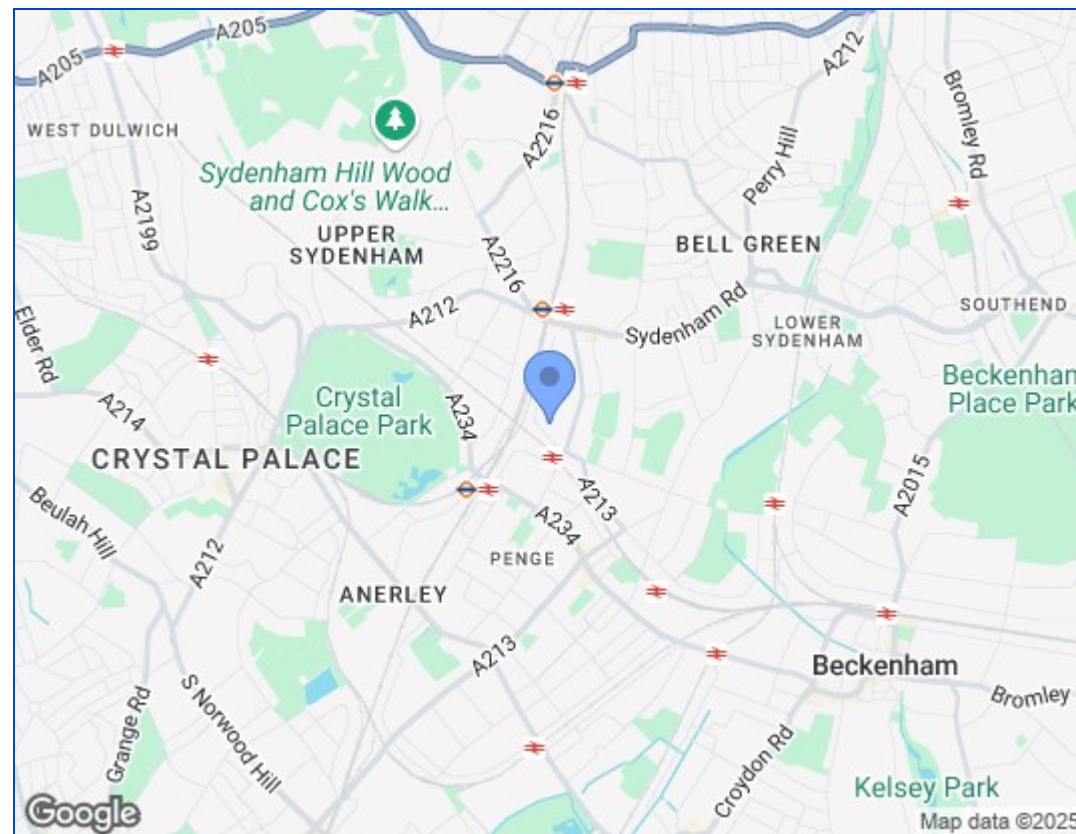 A205
A205
A212
WEST DULWICH
A2216
Bromley Rd
Perry Hill
Sydenham Hill Wood
and Cox's Walk...
A2199
UPPER
SYDENHAM
A2216
BELL GREEN
A212
Sydenham Rd
SOUTHEND
LOWER
SYDENHAM
Elder Rd
Crystal
Palace Park
Beckenham
Place Park
A214
A234
CRYSTAL PALACE
A2015
Beulah Hill
A213
A234
A212
PENGE
ANERLEY
A213
Beckenham
S Norwood Hill
Grange Rd
Bromley
Croydon Rd
Kelsey Park
Google
Map data ©2025